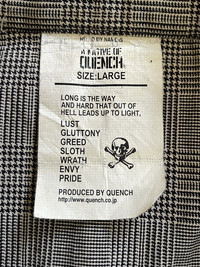 A NATIVE OF
QUENCH
SIZE:LARGE
LONG IS THE WAY
AND HARD THAT OUT OF
HELL LEADS UP TO LIGHT.
LUST
GLUTTONY
GREED
SLOTH
WRATH
ENVY
PRIDE
PRODUCED BY QUENCH
http://www.quench.co.jp